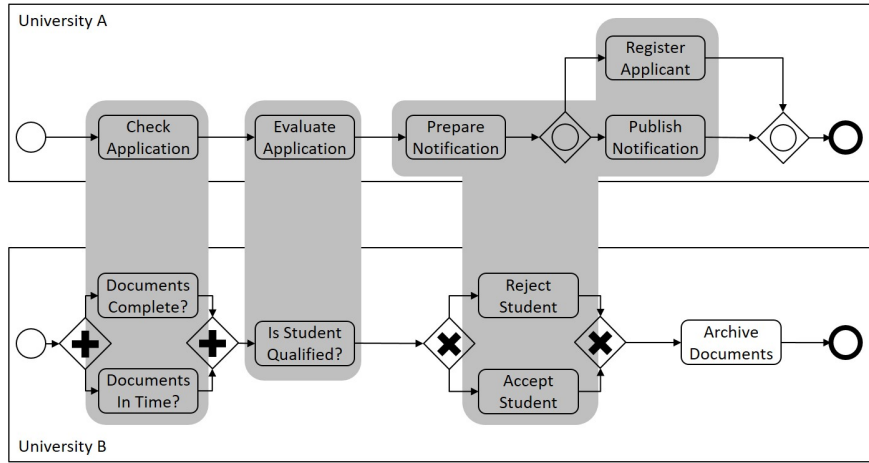 University A
Register
Applicant
Check
Application
Evaluate
Application
Prepare
Notification
Publish
Notification
Documents
Complete?
Reject
Student
Is Student
Qualified?
Archive
Documents
Documents
In Time?
Accept
Student
University B